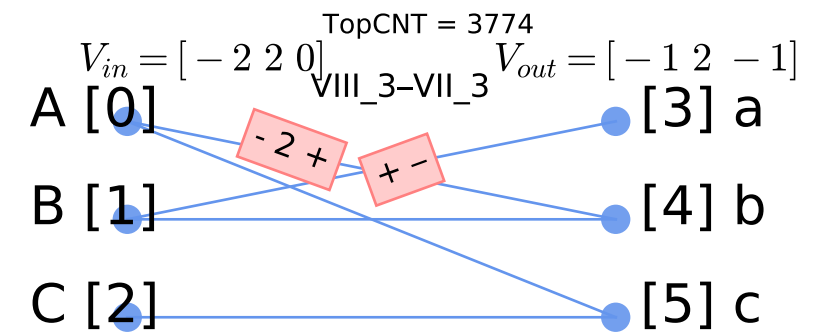 TopCNT = 3774
V_in = [ − 2 2 0]
V_out = [ − 1 2 − 1]
VIII_3–VII_3
A [0]
[3] a
- 2 +
+ −
B [1]
[4] b
C [2]
[5] c